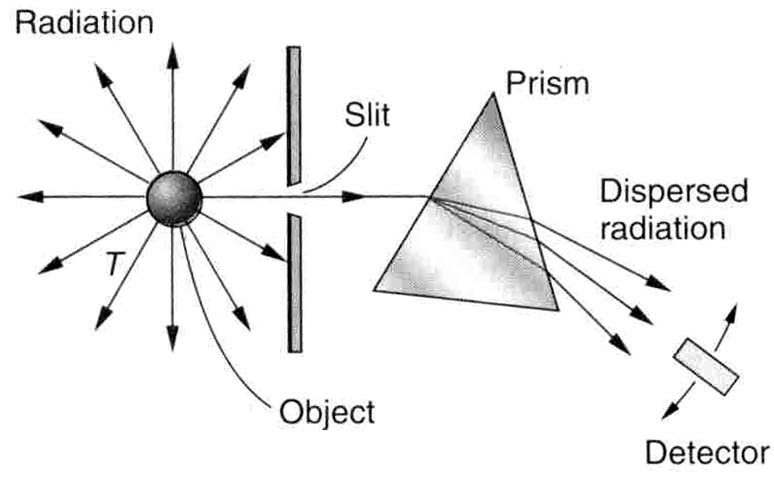 Radiation
Prism
Slit
Dispersed
radiation
T
Object
Detector